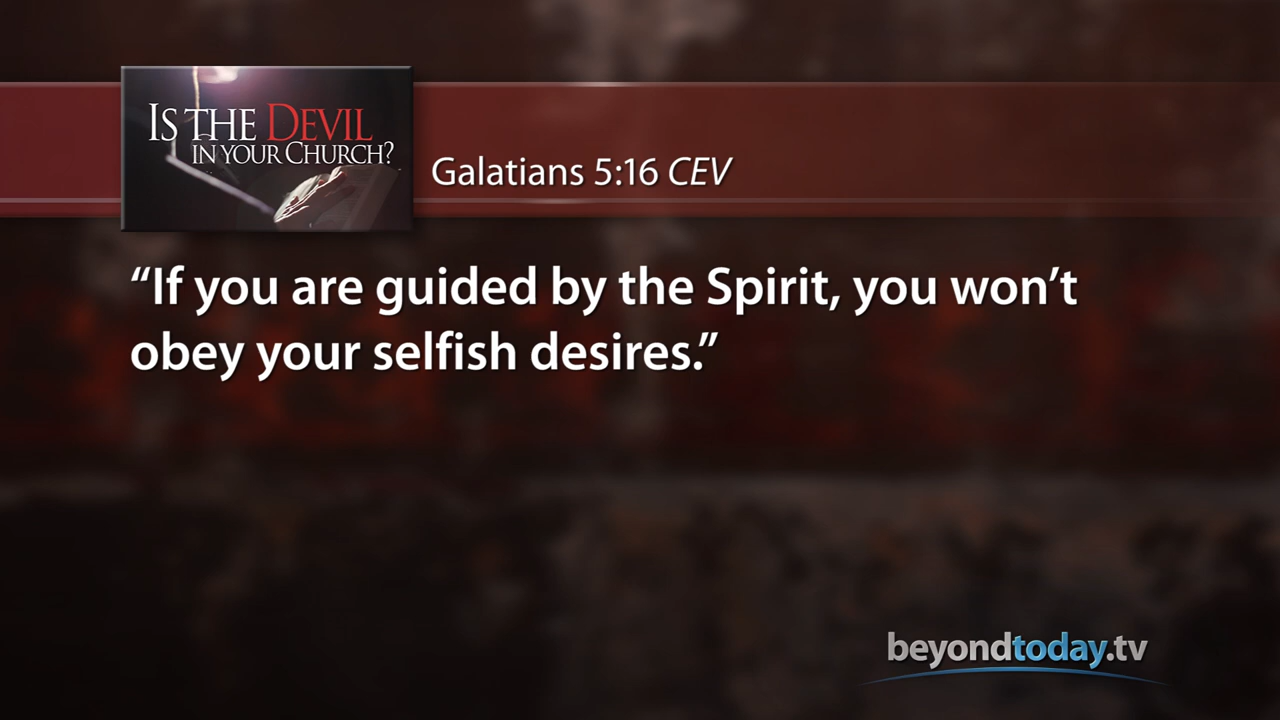 IS THE DEVIL
IN YOUR CHURCH?
Galatians 5:16 CEV
“If you are guided by the Spirit, you won’t
obey your selfish desires.”
beyondtoday.tv